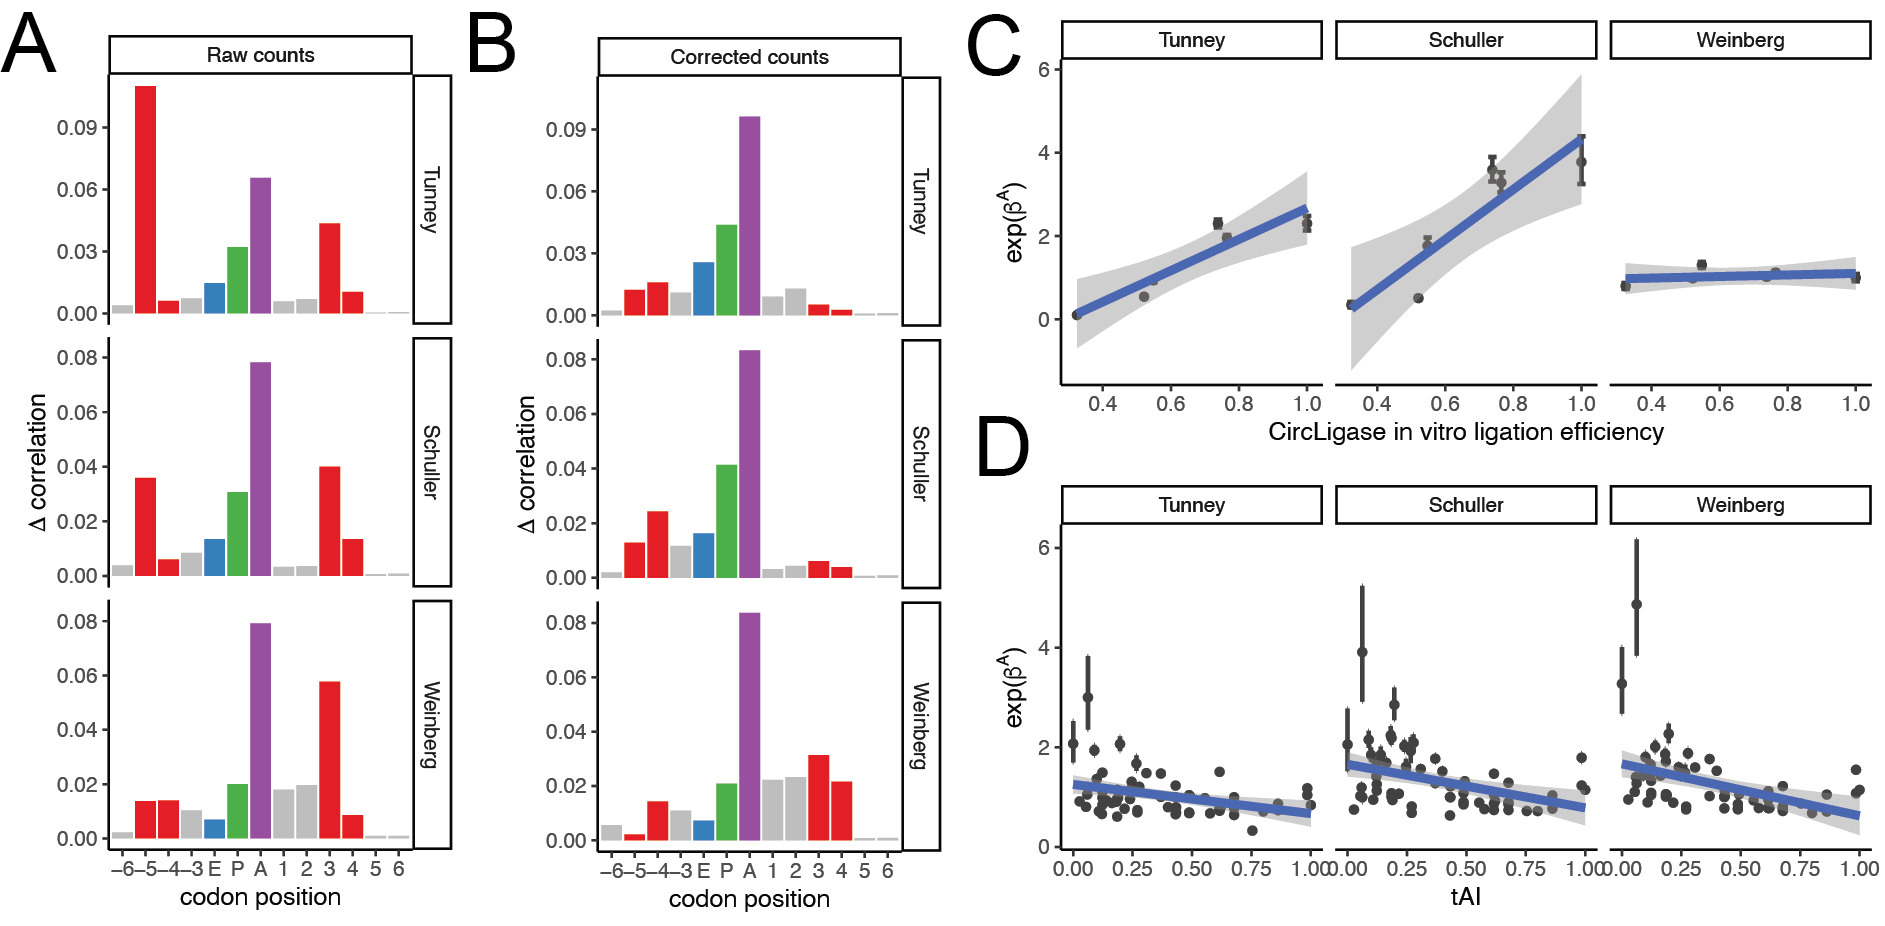 A
Raw counts
0.09
0.06
0.03
0.00
Tunney
0.08
0.06
0.04
0.02
0.00
Schuller
0.08
0.06
0.04
0.02
0.00
Weinberg
Δ correlation
−6 −5 −4 −3 E P A 1 2 3 4 5 6
codon position
B
Corrected counts
0.09
0.06
0.03
0.00
Tunney
0.08
0.06
0.04
0.02
0.00
Schuller
0.08
0.06
0.04
0.02
0.00
Weinberg
Δ correlation
−6 −5 −4 −3 E P A 1 2 3 4 5 6
codon position
C
Tunney Schuller Weinberg
6
4
2
0
exp(βA)
0.4 0.6 0.8 1.0 0.4 0.6 0.8 1.0 0.4 0.6 0.8 1.0
CircLigase in vitro ligation efficiency
D
Tunney Schuller Weinberg
6
4
2
0
exp(βA)
0.00 0.25 0.50 0.75 1.00 0.00 0.25 0.50 0.75 1.00 0.00 0.25 0.50 0.75 1.00
tAI